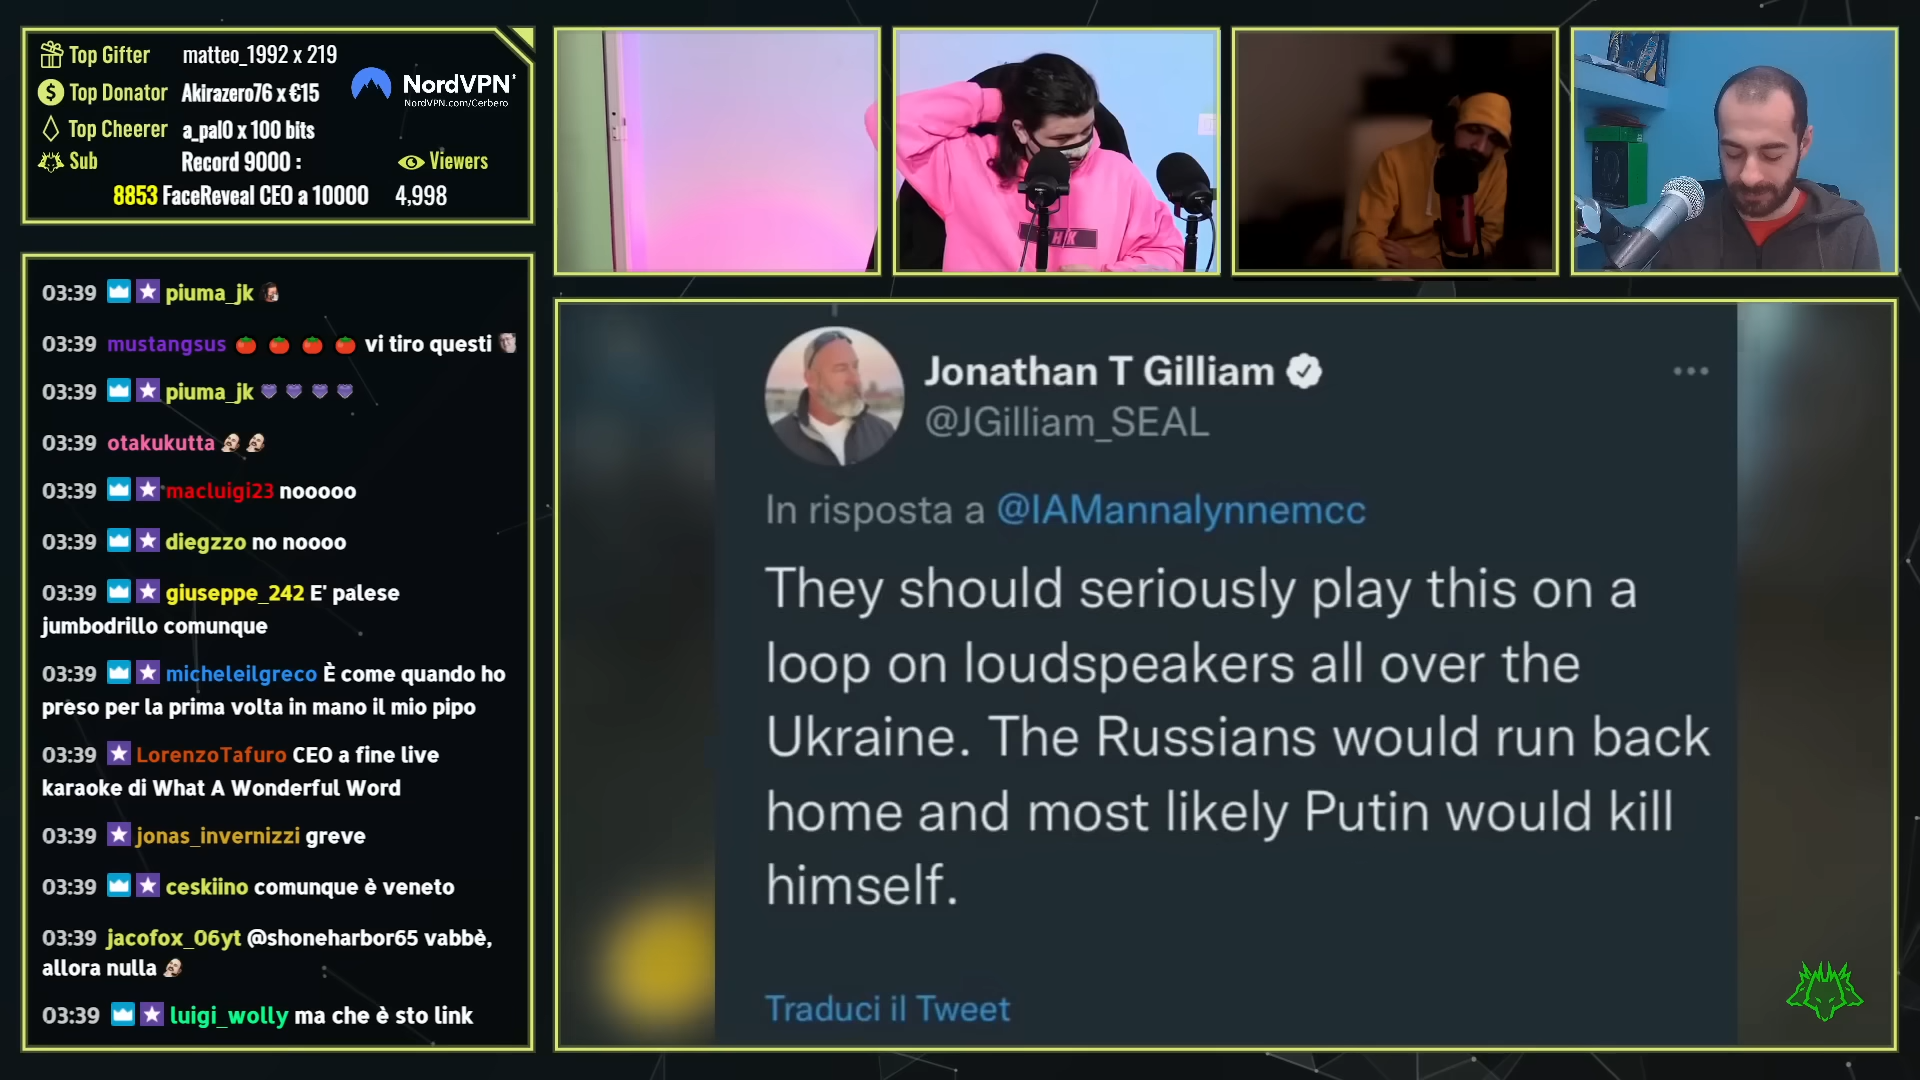 Top Gifter matteo_1992 x 219
Top Donator Akirazero76 x €15
Top Cheerer a_pal0 x 100 bits
Sub Record 9000 : Viewers
8853 FaceReveal CEO a 10000 4,998
NordVPN
NordVPN.com/Cerbero
03:39 piuma_jk
03:39 mustangsus vi tiro questi
03:39 piuma_jk
03:39 otakukutta
03:39 macluigi23 nooooo
03:39 diegzzo no noooo
03:39 giuseppe_242 E' palese
jumbodrillo comunque
03:39 micheleilgreco È come quando ho
preso per la prima volta in mano il mio pipo
03:39 LorenzoTafuro CEO a fine live
karaoke di What A Wonderful Word
03:39 jonas_invernizzi greve
03:39 ceskiino comunque è veneto
03:39 jacofox_06yt @shoneharbor65 vabbè,
allora nulla
03:39 luigi_wolly ma che è sto link
Jonathan T Gilliam
@JGilliam_SEAL
In risposta a @IAMannalynnemcc
They should seriously play this on a
loop on loudspeakers all over the
Ukraine. The Russians would run back
home and most likely Putin would kill
himself.
Traduci il Tweet